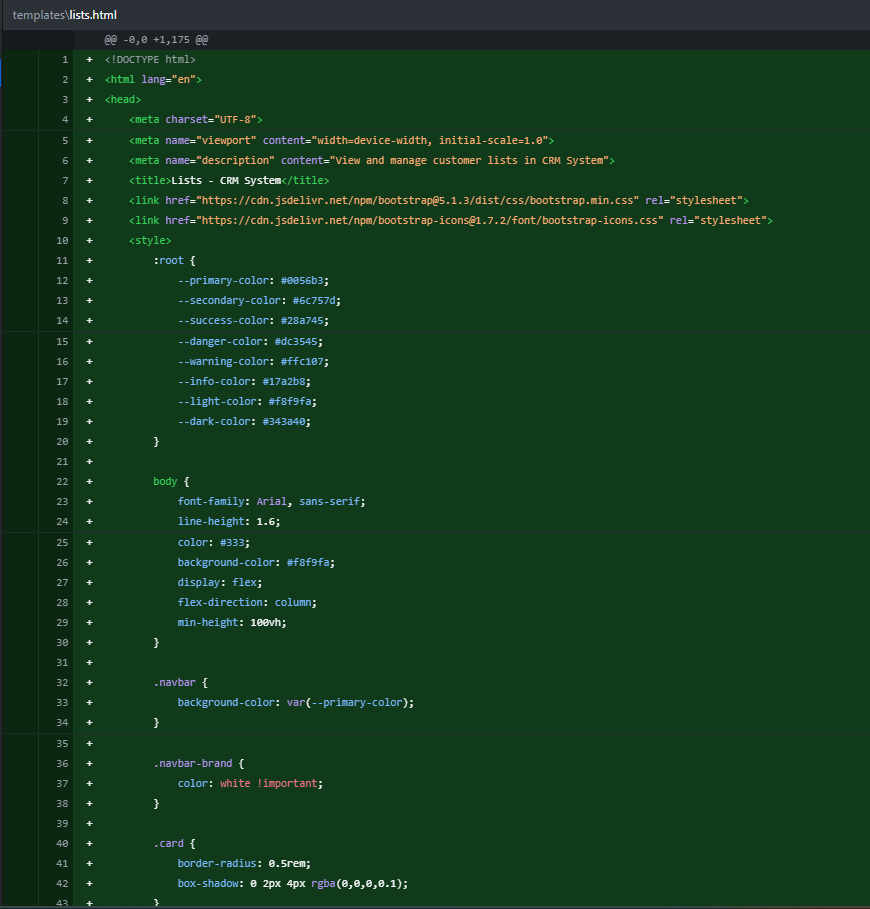 templates\lists.html
@@ -0,0 +1,175 @@
1 + <!DOCTYPE html>
2 + <html lang="en">
3 + <head>
4 +     <meta charset="UTF-8">
5 +     <meta name="viewport" content="width=device-width, initial-scale=1.0">
6 +     <meta name="description" content="View and manage customer lists in CRM System">
7 +     <title>Lists - CRM System</title>
8 +     <link href="https://cdn.jsdelivr.net/npm/bootstrap@5.1.3/dist/css/bootstrap.min.css" rel="stylesheet">
9 +     <link href="https://cdn.jsdelivr.net/npm/bootstrap-icons@1.7.2/font/bootstrap-icons.css" rel="stylesheet">
10 +     <style>
11 +         :root {
12 +             --primary-color: #0056b3;
13 +             --secondary-color: #6c757d;
14 +             --success-color: #28a745;
15 +             --danger-color: #dc3545;
16 +             --warning-color: #ffc107;
17 +             --info-color: #17a2b8;
18 +             --light-color: #f8f9fa;
19 +             --dark-color: #343a40;
20 +         }
21 +
22 +         body {
23 +             font-family: Arial, sans-serif;
24 +             line-height: 1.6;
25 +             color: #333;
26 +             background-color: #f8f9fa;
27 +             display: flex;
28 +             flex-direction: column;
29 +             min-height: 100vh;
30 +         }
31 +
32 +         .navbar {
33 +             background-color: var(--primary-color);
34 +         }
35 +
36 +         .navbar-brand {
37 +             color: white !important;
38 +         }
39 +
40 +         .card {
41 +             border-radius: 0.5rem;
42 +             box-shadow: 0 2px 4px rgba(0,0,0,0.1);
43 +         }